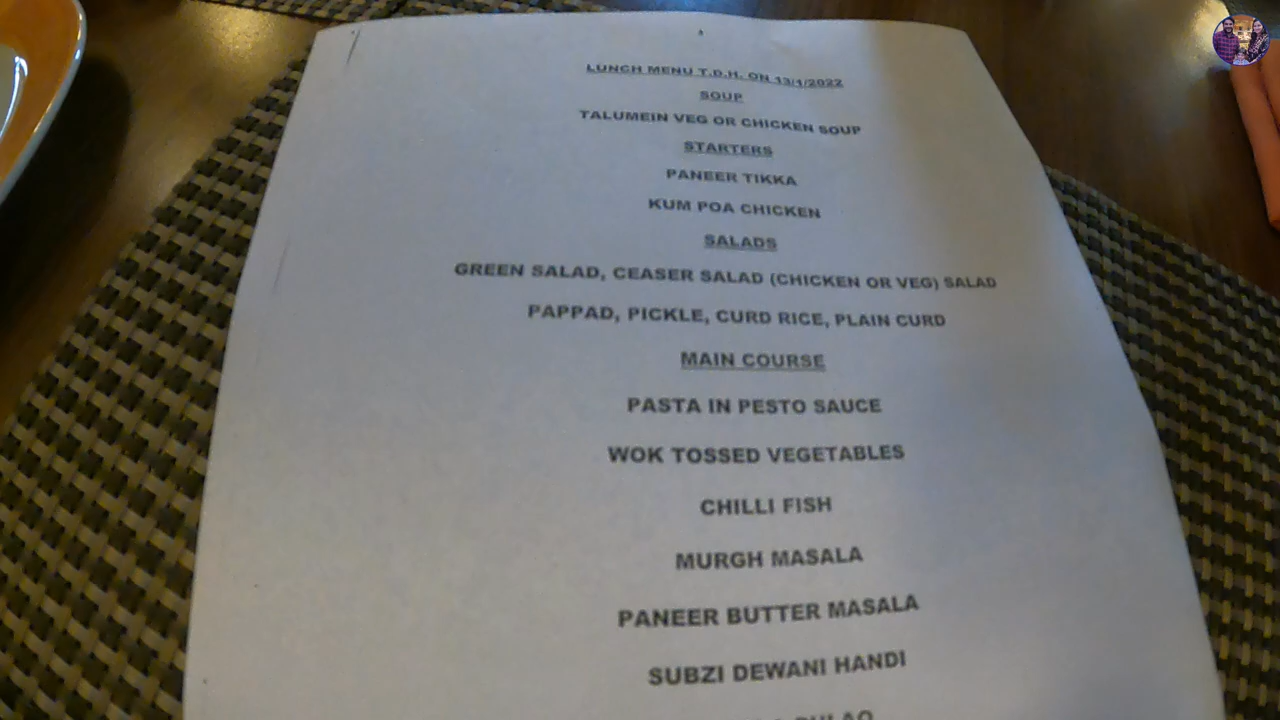 LUNCH MENU T.D.H. ON 13/1/2022
SOUP
TALUMEIN VEG OR CHICKEN SOUP
STARTERS
PANEER TIKKA
KUM POA CHICKEN
SALADS
GREEN SALAD, CEASER SALAD (CHICKEN OR VEG) SALAD
PAPPAD, PICKLE, CURD RICE, PLAIN CURD
MAIN COURSE
PASTA IN PESTO SAUCE
WOK TOSSED VEGETABLES
CHILLI FISH
MURGH MASALA
PANEER BUTTER MASALA
SUBZI DEWANI HANDI
PULAO